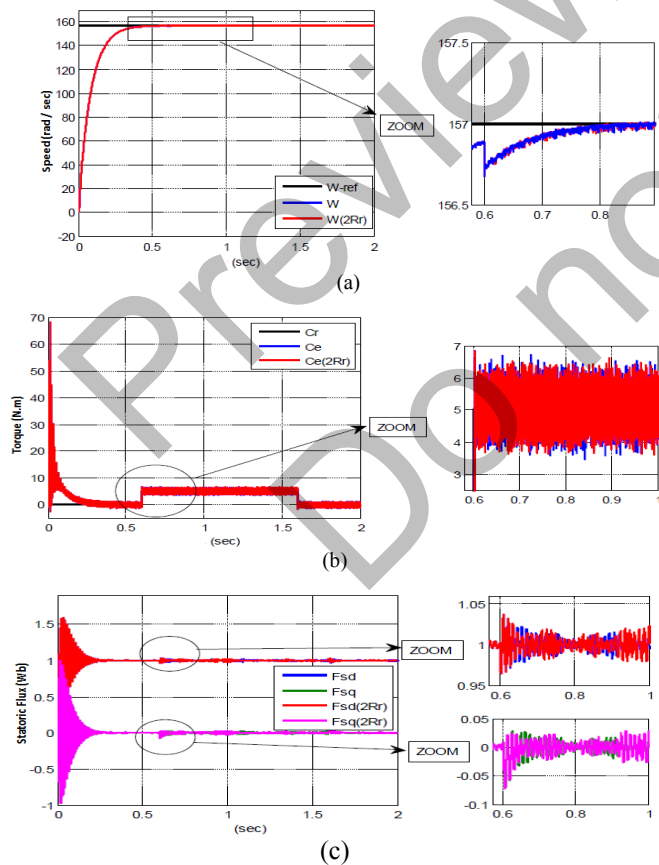 160
140
120
100
80
60
40
20
0
-20
Speed(rad / sec)
0 0.5 1 1.5 2
(sec)
W-ref
W
W(2Rr)
ZOOM
157.5
157
156.5
0.6 0.7 0.8
(a)
70
60
50
40
30
20
10
0
Torque (N.m)
0 0.5 1 1.5 2
(sec)
Cr
Ce
Ce(2Rr)
ZOOM
7
6
5
4
3
0.5 0.6 0.7 0.8 0.9 1
(b)
1.5
1
0.5
0
-0.5
-1
Statoric Flux (Wb)
0 0.5 1 1.5 2
(sec)
Fsd
Fsq
Fsd(2Rr)
Fsq(2Rr)
ZOOM
ZOOM
1.05
1
0.95
0.6 0.8 1
0.05
0
-0.05
-0.1
0.6 0.8 1
(c)
Preview
Do no